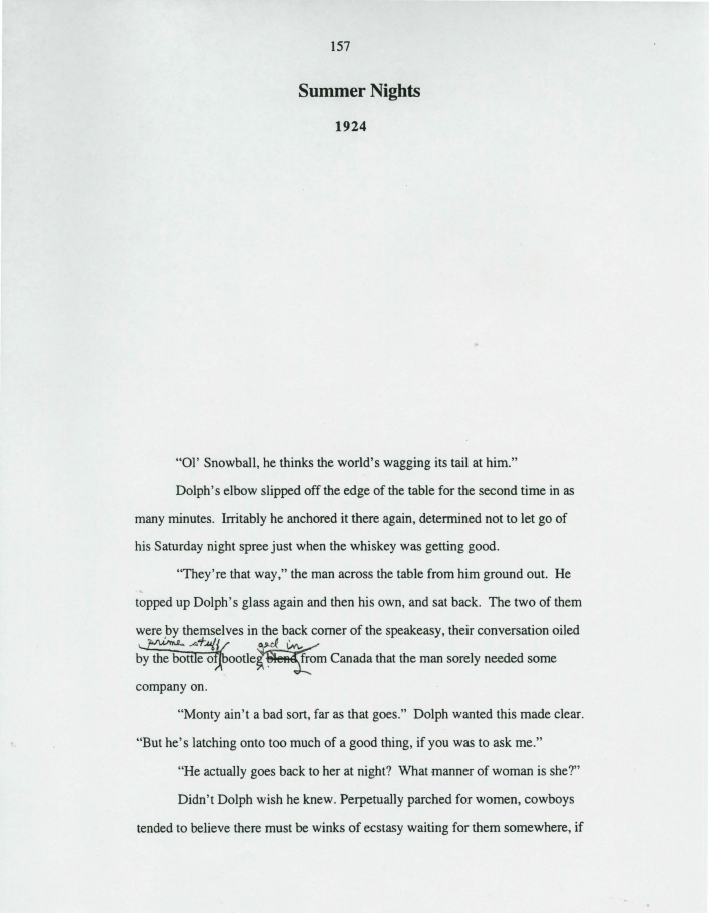 157
Summer Nights
1924
“Ol’ Snowball, he thinks the world’s wagging its tail at him.”
Dolph’s elbow slipped off the edge of the table for the second time in as
many minutes. Irritably he anchored it there again, determined not to let go of
his Saturday night spree just when the whiskey was getting good.
“They’re that way,” the man across the table from him ground out. He
topped up Dolph’s glass again and then his own, and sat back. The two of them
were by themselves in the back corner of the speakeasy, their conversation oiled
prime stuff ged in
by the bottle of bootleg blend from Canada that the man sorely needed some
company on.
“Monty ain’t a bad sort, far as that goes.” Dolph wanted this made clear.
“But he’s latching onto too much of a good thing, if you was to ask me.”
“He actually goes back to her at night? What manner of woman is she?”
Didn’t Dolph wish he knew. Perpetually parched for women, cowboys
tended to believe there must be winks of ecstasy waiting for them somewhere, if